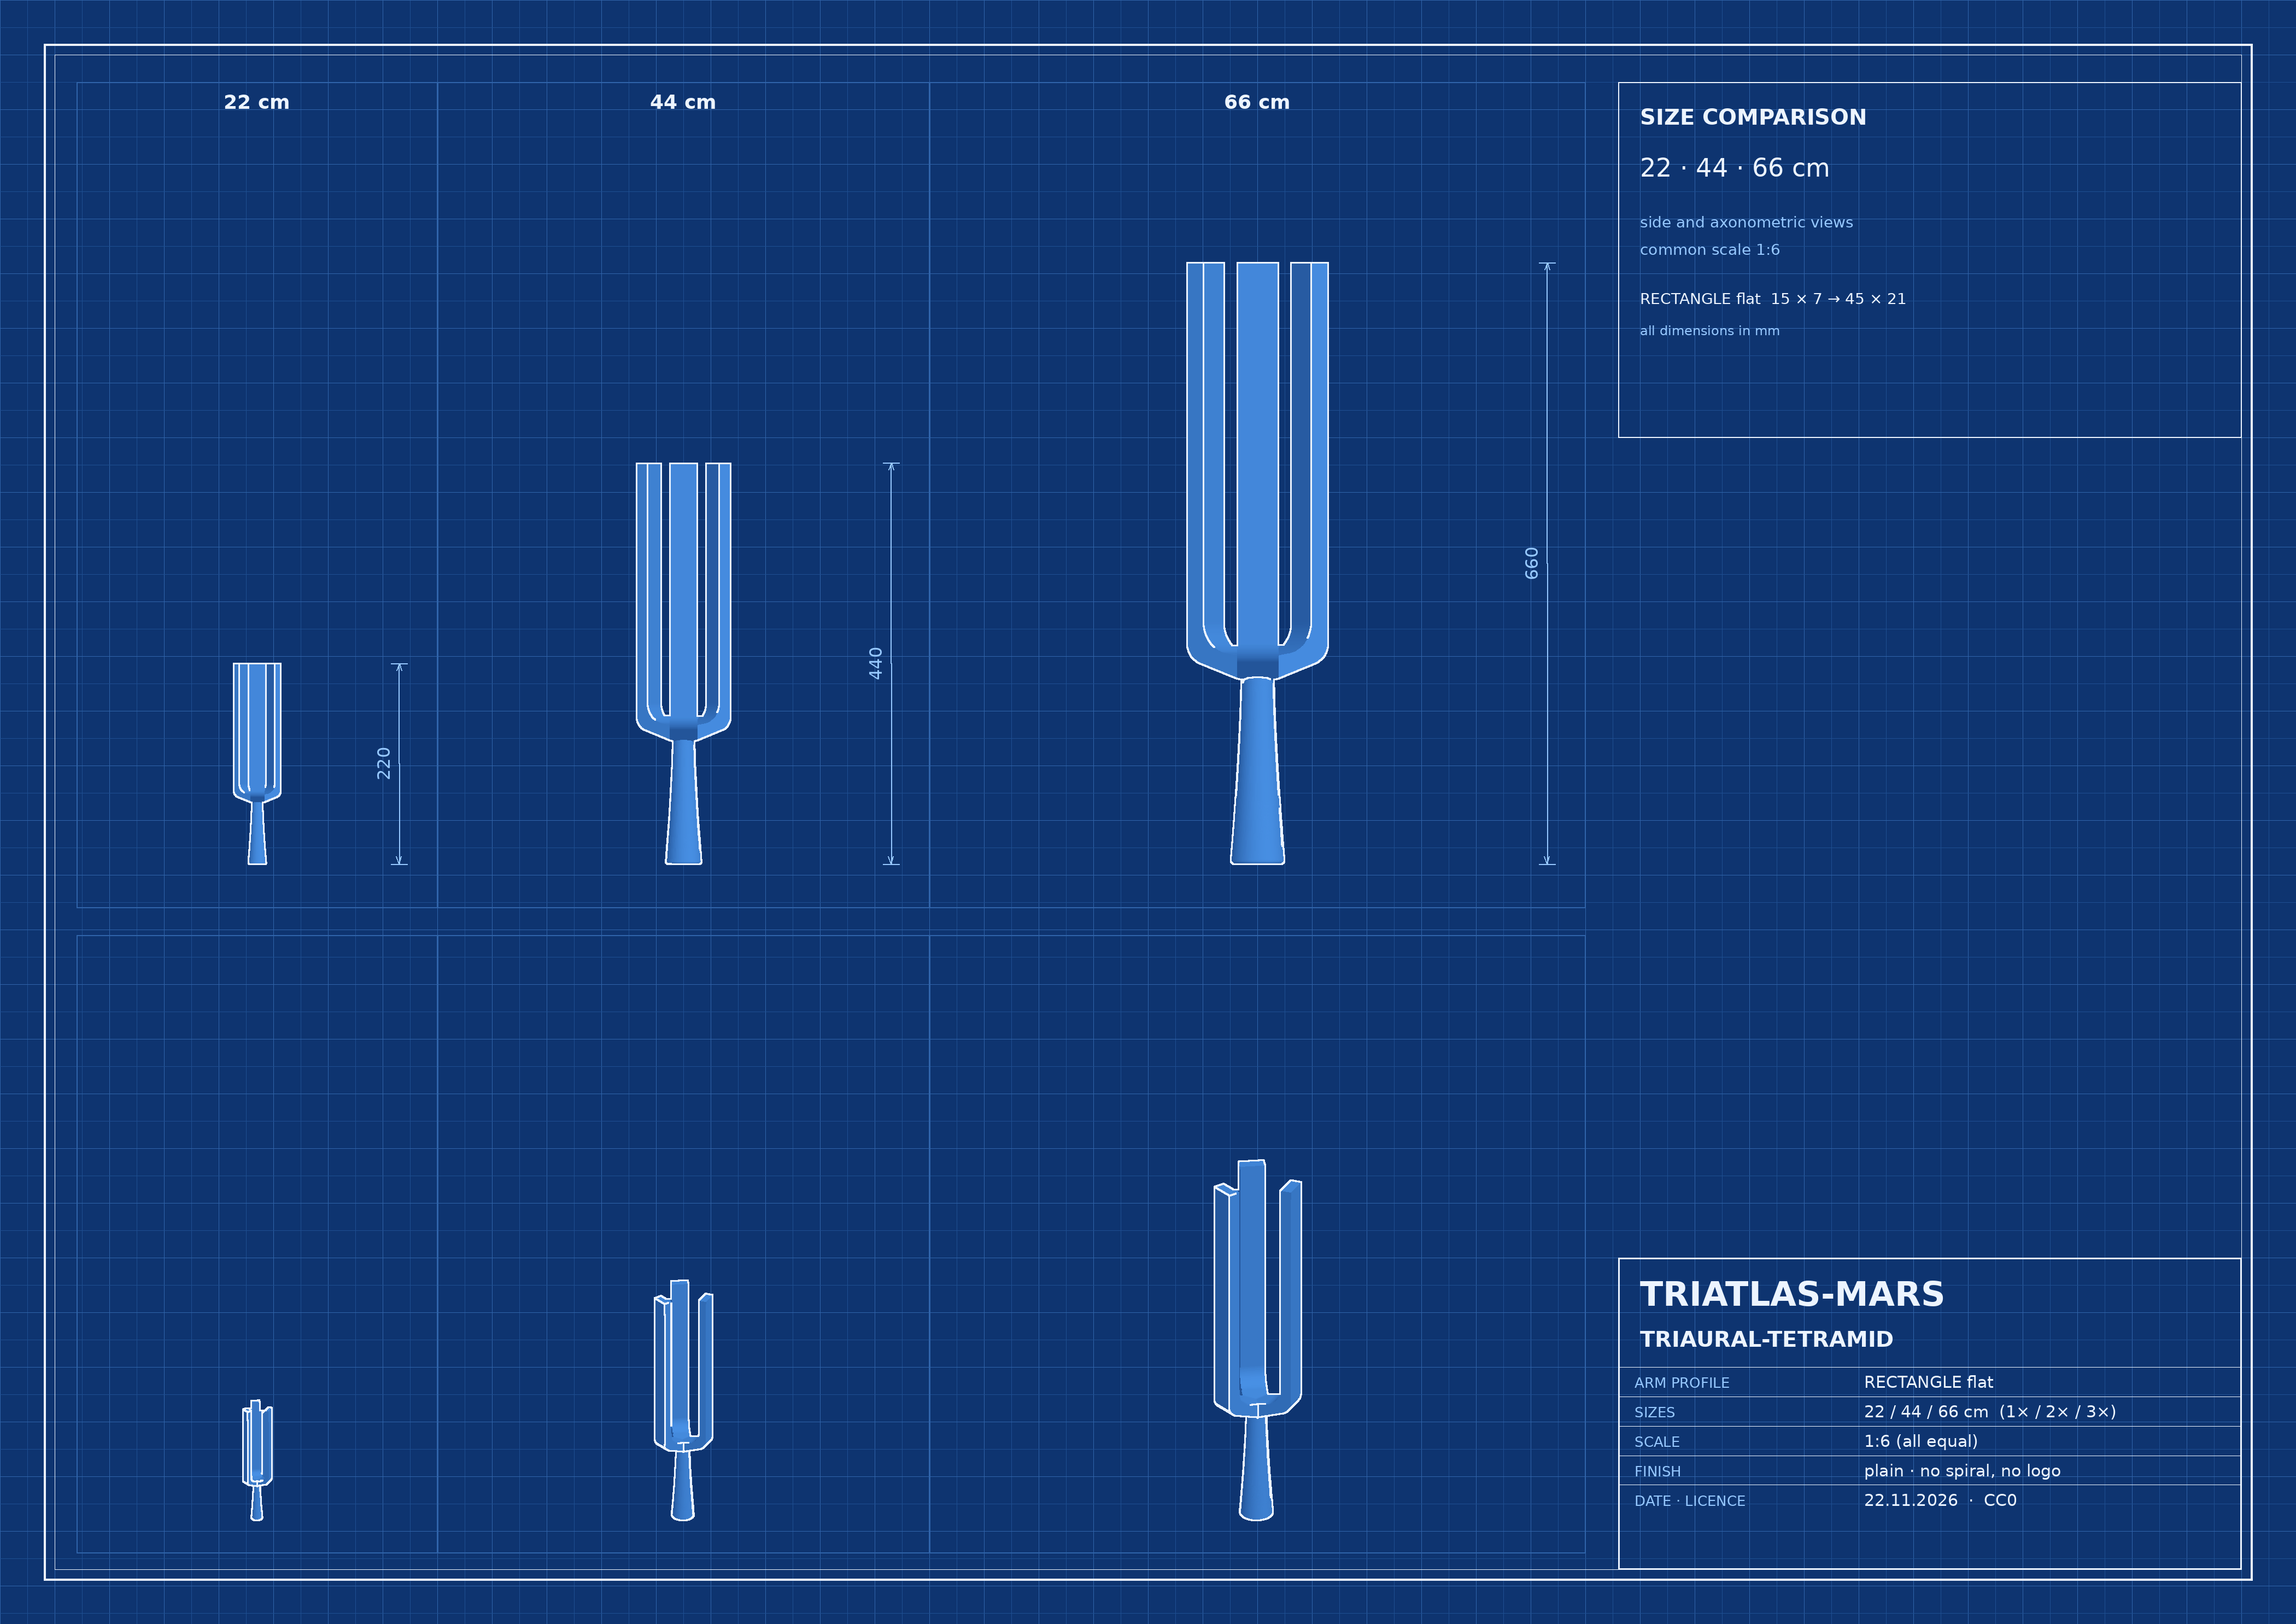 22 cm
44 cm
66 cm
220
440
660
SIZE COMPARISON
22 · 44 · 66 cm
side and axonometric views
common scale 1:6
RECTANGLE flat 15 × 7 → 45 × 21
all dimensions in mm
TRIATLAS-MARS
TRIAURAL-TETRAMID
ARM PROFILE RECTANGLE flat
SIZES 22 / 44 / 66 cm (1× / 2× / 3×)
SCALE 1:6 (all equal)
FINISH plain · no spiral, no logo
DATE · LICENCE 22.11.2026 · CC0